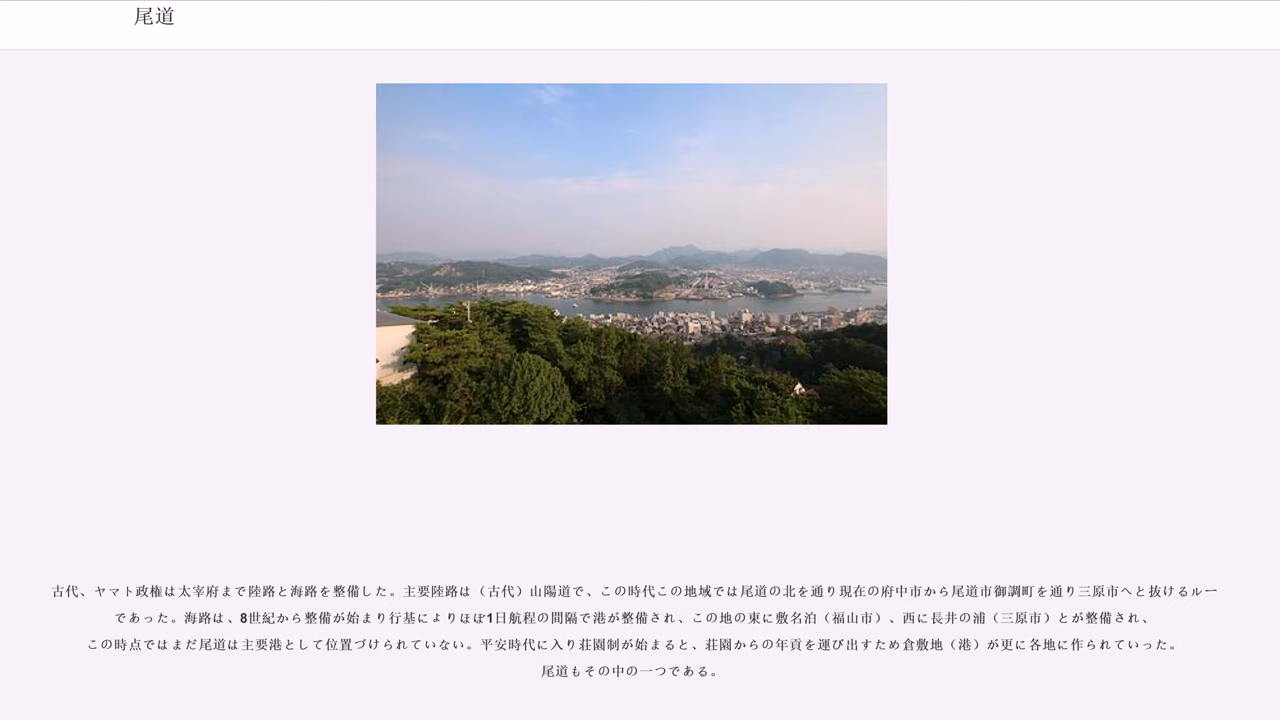 尾道
古代、ヤマト政権は太宰府まで陸路と海路を整備した。主要陸路は（古代）山陽道で、この時代この地域では尾道の北を通り現在の府中市から尾道市御調町を通り三原市へと抜けるルー
であった。海路は、8世紀から整備が始まり行基によりほぼ1日航程の間隔で港が整備され、この地の東に敷名泊（福山市）、西に長井の浦（三原市）とが整備され、
この時点ではまだ尾道は主要港として位置づけられていない。平安時代に入り荘園制が始まると、荘園からの年貢を運び出すため倉敷地（港）が更に各地に作られていった。
尾道もその中の一つである。